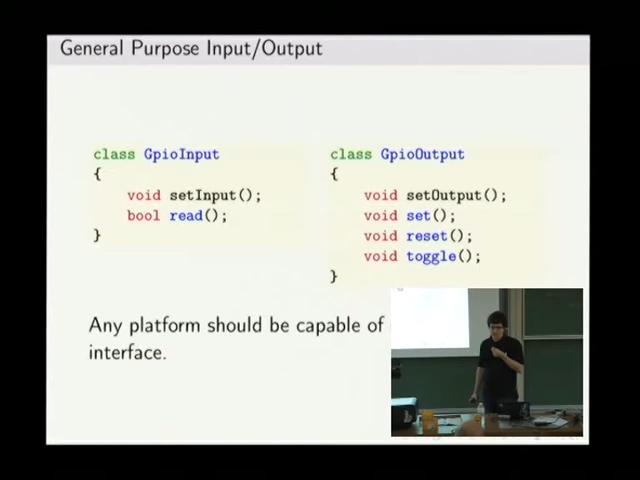 General Purpose Input/Output
class GpioInput
{
void setInput();
bool read();
}
class GpioOutput
{
void setOutput();
void set();
void reset();
void toggle();
}
Any platform should be capable of
interface.